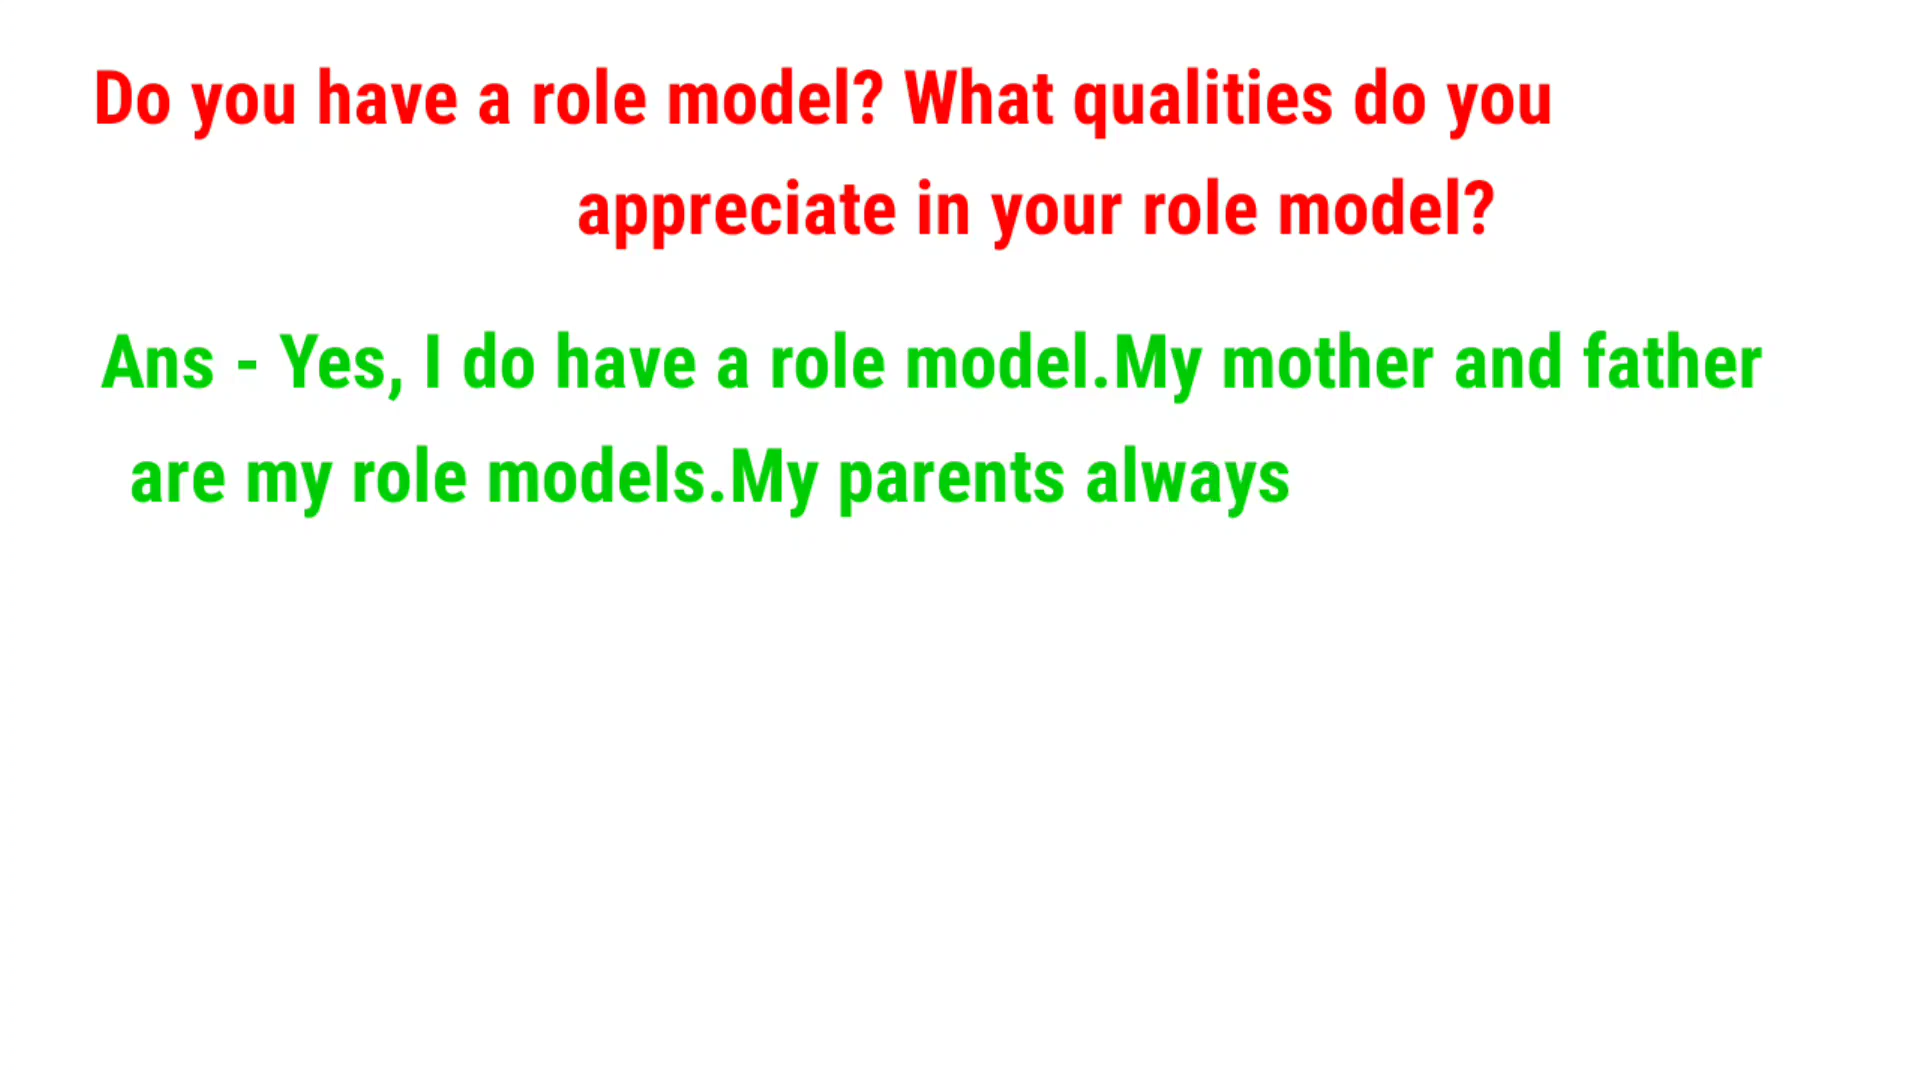 Do you have a role model? What qualities do you
appreciate in your role model?
Ans - Yes, I do have a role model.My mother and father
are my role models.My parents always